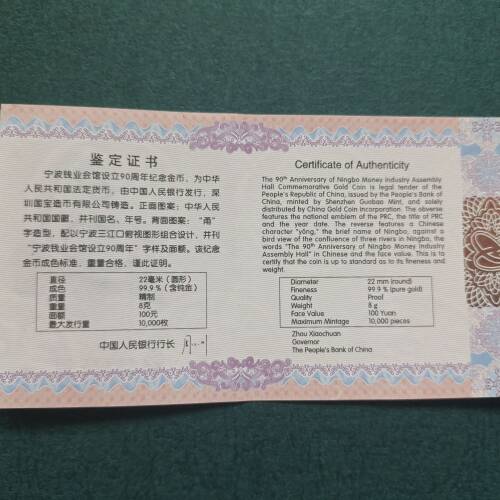 鉴定证书
宁波钱业会馆设立90周年纪念金币，为中华
人民共和国法定货币，由中国人民银行发行，深
圳国宝造币有限公司铸造。正面图案：中华人民
共和国国徽，并刊国名、年号。背面图案：“甬”
字造型，配以宁波三江口俯视图形组合设计，并刊
“宁波钱业会馆设立90周年”字样及面额。该纪念
金币成色标准，重量合格，谨此证明。
直径 22毫米（圆形）
成色 99.9%（含纯金）
质量 精制
重量 8克
面额 100元
最大发行量 10,000枚
中国人民银行行长
Certificate of Authenticity
The 90th Anniversary of Ningbo Money Industry Assembly
Hall Commemorative Gold Coin is legal tender of the
People's Republic of China, issued by the People's Bank of
China, minted by Shenzhen Guobao Mint, and solely
distributed by China Gold Coin Incorporation. The obverse
features the national emblem of the PRC, the title of PRC
and the year date. The reverse features a Chinese
character "yǒng," the brief name of Ningbo, against a
bird view of the confluence of three rivers in Ningbo, the
words "The 90th Anniversary of Ningbo Money Industry
Assembly Hall" in Chinese and the face value. This is to
certify that the coin is up to standard as to its fineness and
weight.
Diameter 22 mm (round)
Fineness 99.9 % (pure gold)
Quality Proof
Weight 8 g
Face Value 100 Yuan
Maximum Mintage 10,000 pieces
Zhou Xiaochuan
Governor
The People's Bank of China